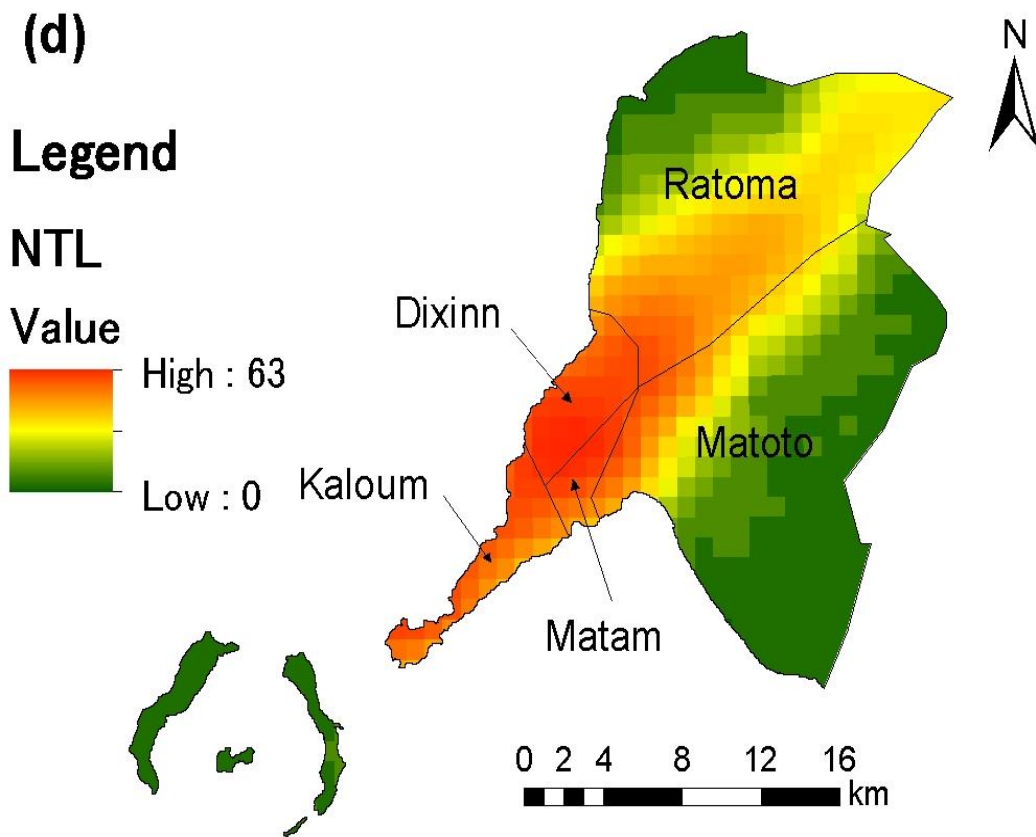 (d)
N
Legend
NTL
Value
High : 63
Low : 0
Ratoma
Dixinn
Matoto
Kaloum
Matam
0 2 4 8 12 16
km